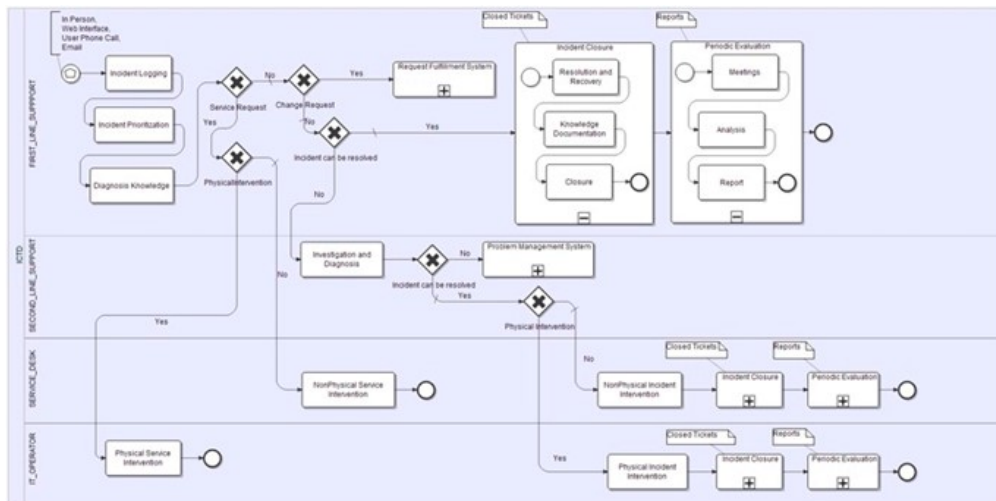 In Person,
Web Interface,
User Phone Call,
Email
Closed Tickets
Reports
Incident Logging
Incident Prioritization
Diagnosis Knowledge
Service Request
No
Yes
Change Request
Yes
No
Request Fulfillment System
PhysicalIntervention
Incident can be resolved
Yes
No
Incident Closure
Resolution and
Recovery
Knowledge
Documentation
Closure
Periodic Evaluation
Meetings
Analysis
Report
FIRST_LINE_SUPPPORT
ICTD
SECOND_LINE_SUPPORT
Investigation and
Diagnosis
No
Incident can be resolved
No
Yes
Problem Management System
Physical Intervention
Yes
No
SERVICE_DESK
NonPhysical Service
Intervention
NonPhysical Incident
Intervention
Closed Tickets
Incident Closure
Reports
Periodic Evaluation
IT_OPERATOR
Physical Service
Intervention
Yes
Physical Incident
Intervention
Closed Tickets
Incident Closure
Reports
Periodic Evaluation